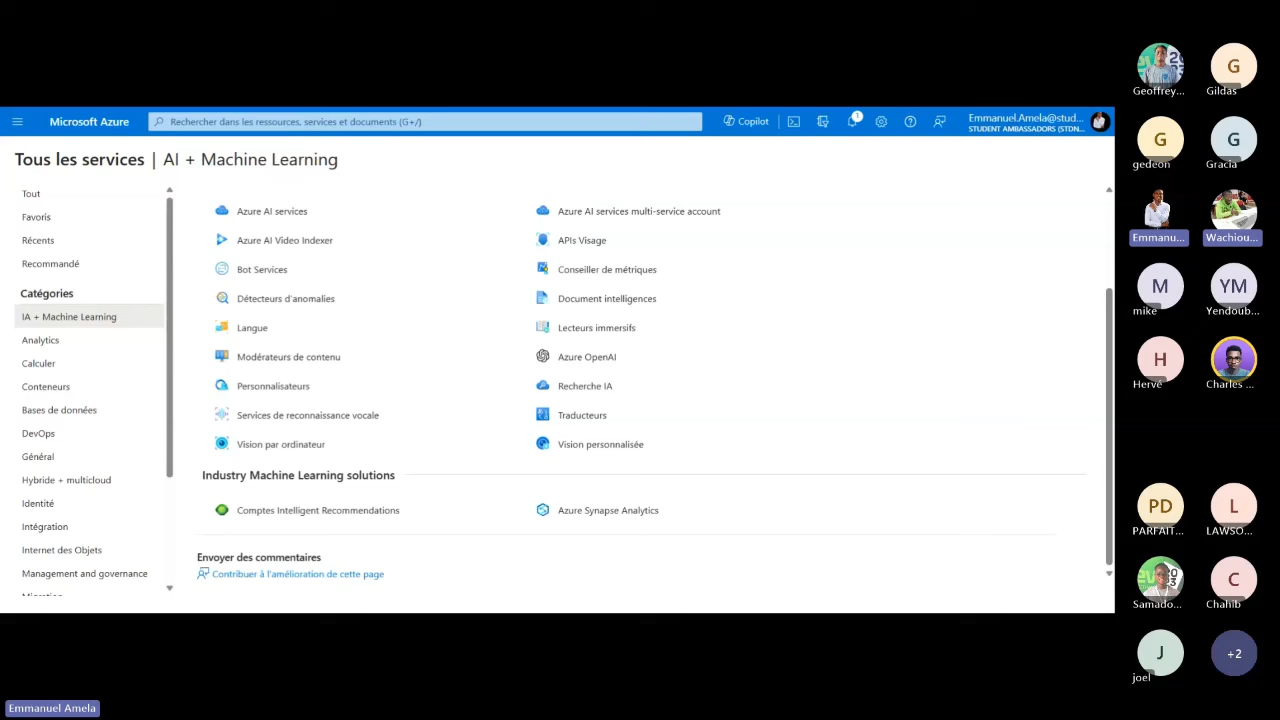 Microsoft Azure
Rechercher dans les ressources, services et documents (G+/)
Copilot
1
Emmanuel.Amela@stud...
STUDENT AMBASSADORS (STDN...
Tous les services | AI + Machine Learning
Tout
Favoris
Récents
Recommandé
Catégories
IA + Machine Learning
Analytics
Calculer
Conteneurs
Bases de données
DevOps
Général
Hybride + multicloud
Identité
Intégration
Internet des Objets
Management and governance
Azure AI services
Azure AI services multi-service account
Azure AI Video Indexer
APIs Visage
Bot Services
Conseiller de métriques
Détecteurs d'anomalies
Document intelligences
Langue
Lecteurs immersifs
Modérateurs de contenu
Azure OpenAI
Personnalisateurs
Recherche IA
Services de reconnaissance vocale
Traducteurs
Vision par ordinateur
Vision personnalisée
Industry Machine Learning solutions
Comptes Intelligent Recommendations
Azure Synapse Analytics
Envoyer des commentaires
Contribuer à l'amélioration de cette page
Geoffrey...
G
Gildas
G
gedeon
G
Gracia
Emmanu...
Wachiou...
M
mike
YM
Yendoub...
H
Hervé
Charles ...
PD
PARFAIT...
L
LAWSO...
Samado...
C
Chahib
J
joel
+2
Emmanuel Amela